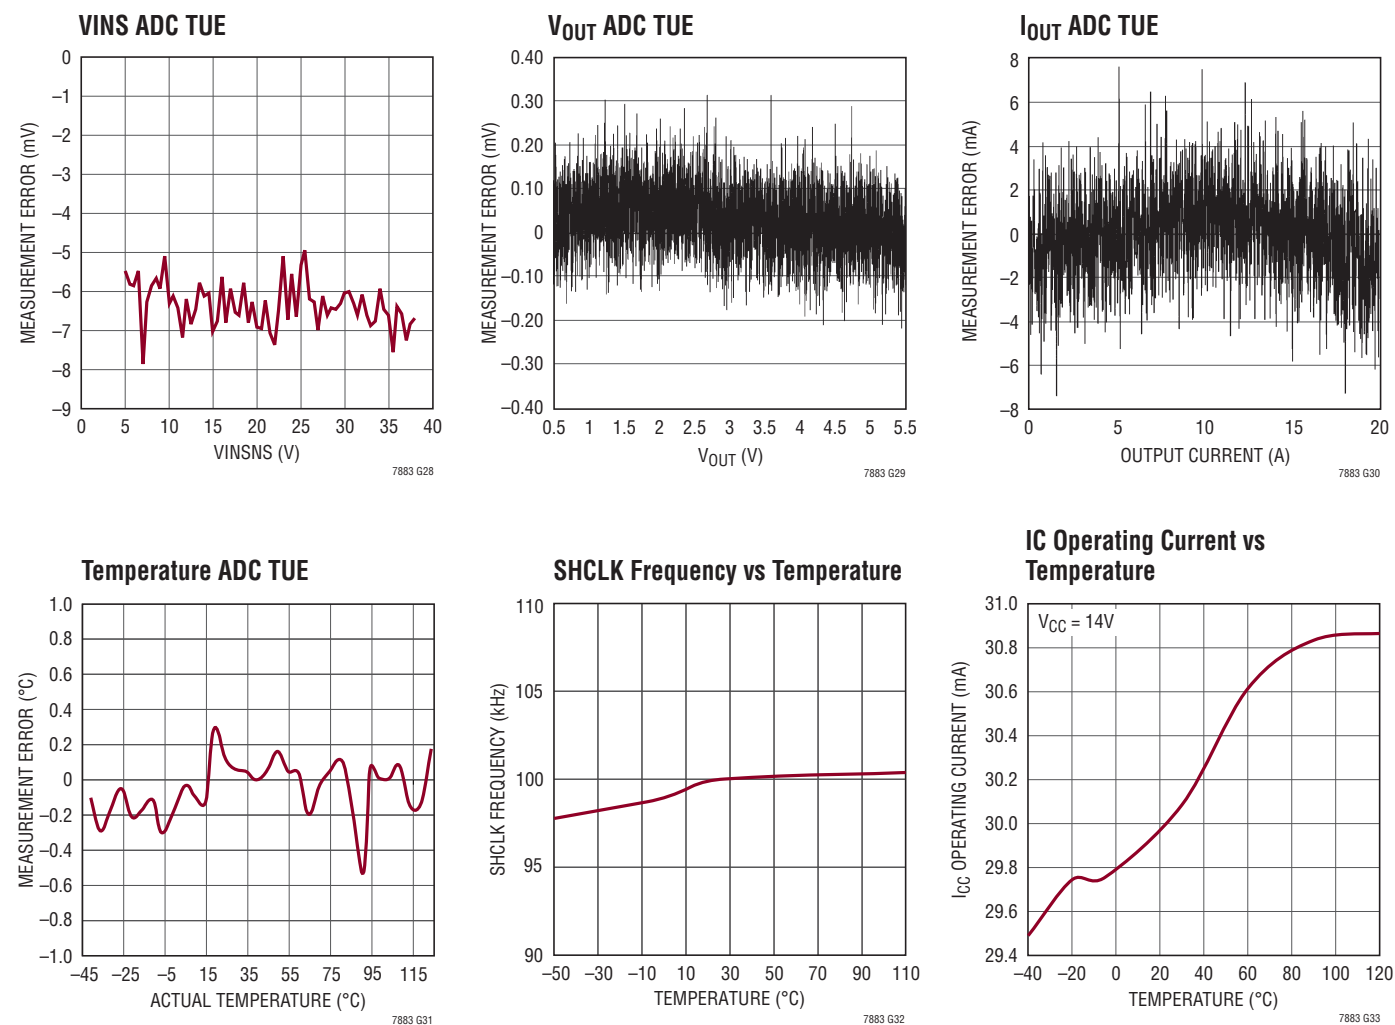 VINS ADC TUE
0
–1
–2
–3
–4
–5
–6
–7
–8
–9
MEASUREMENT ERROR (mV)
0 5 10 15 20 25 30 35 40
VINSNS (V)
7883 G28
VOUT ADC TUE
0.40
0.30
0.20
0.10
0
–0.10
–0.20
–0.30
–0.40
MEASUREMENT ERROR (mV)
0.5 1 1.5 2 2.5 3 3.5 4 4.5 5 5.5
VOUT (V)
7883 G29
IOUT ADC TUE
8
6
4
2
0
–2
–4
–6
–8
MEASUREMENT ERROR (mA)
0 5 10 15 20
OUTPUT CURRENT (A)
7883 G30
Temperature ADC TUE
1.0
0.8
0.6
0.4
0.2
0
–0.2
–0.4
–0.6
–0.8
–1.0
MEASUREMENT ERROR (°C)
–45 –25 –5 15 35 55 75 95 115
ACTUAL TEMPERATURE (°C)
7883 G31
SHCLK Frequency vs Temperature
110
105
100
95
90
SHCLK FREQUENCY (kHz)
–50 –30 –10 10 30 50 70 90 110
TEMPERATURE (°C)
7883 G32
IC Operating Current vs
Temperature
VCC = 14V
31.0
30.8
30.6
30.4
30.2
30.0
29.8
29.6
29.4
ICC OPERATING CURRENT (mA)
–40 –20 0 20 40 60 80 100 120
TEMPERATURE (°C)
7883 G33